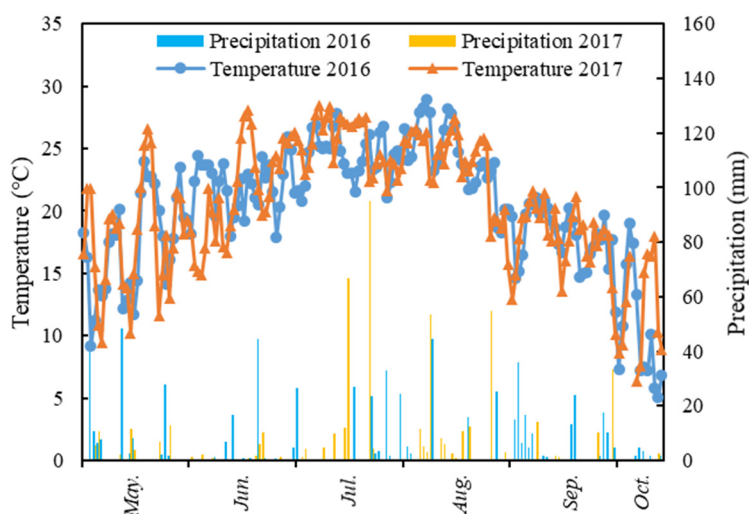 35
30
25
20
15
10
5
0
160
140
120
100
80
60
40
20
0
Temperature (°C)
Precipitation (mm)
Precipitation 2016
Precipitation 2017
Temperature 2016
Temperature 2017
May.
Jun.
Jul.
Aug.
Sep.
Oct.